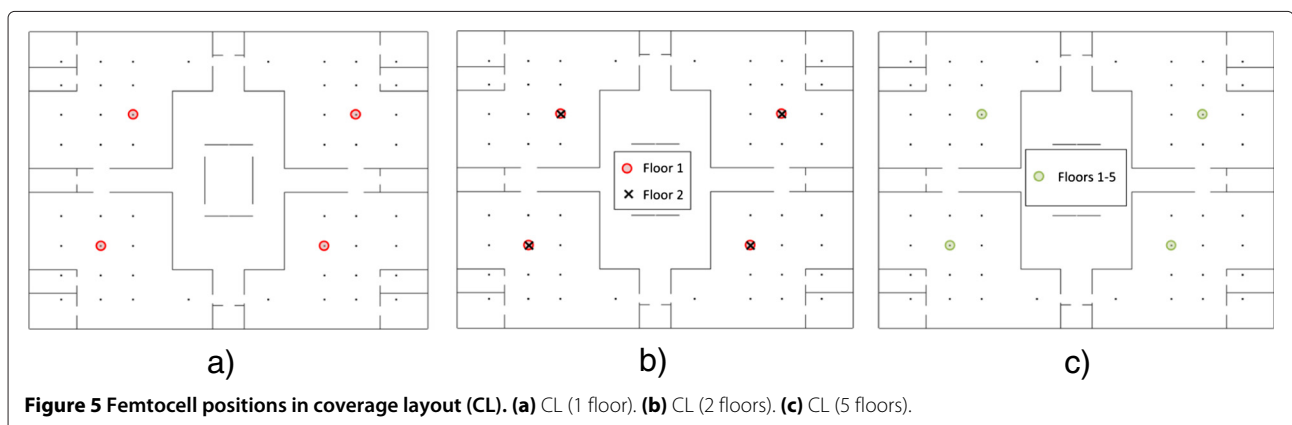 Floor 1
Floor 2
Floors 1-5
a)
b)
c)
Figure 5 Femtocell positions in coverage layout (CL). (a) CL (1 floor). (b) CL (2 floors). (c) CL (5 floors).